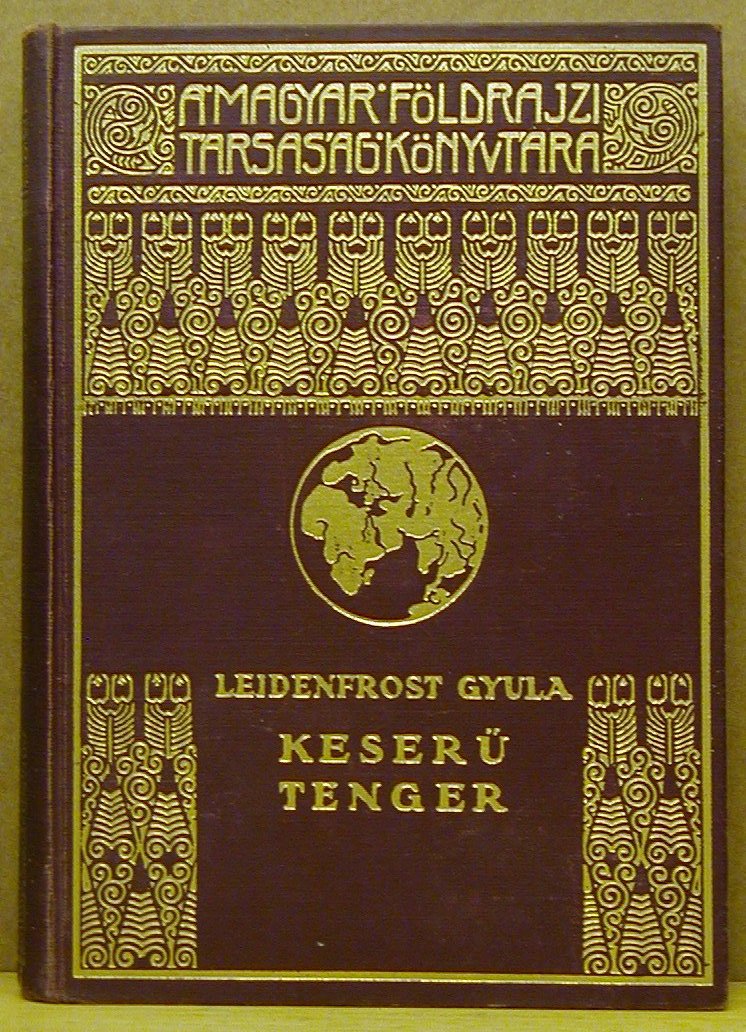 A·MAGYAR·FÖLDRAJZI
TÁRSASÁG·KÖNYVTÁRA
LEIDENFROST GYULA
KESERŰ
TENGER